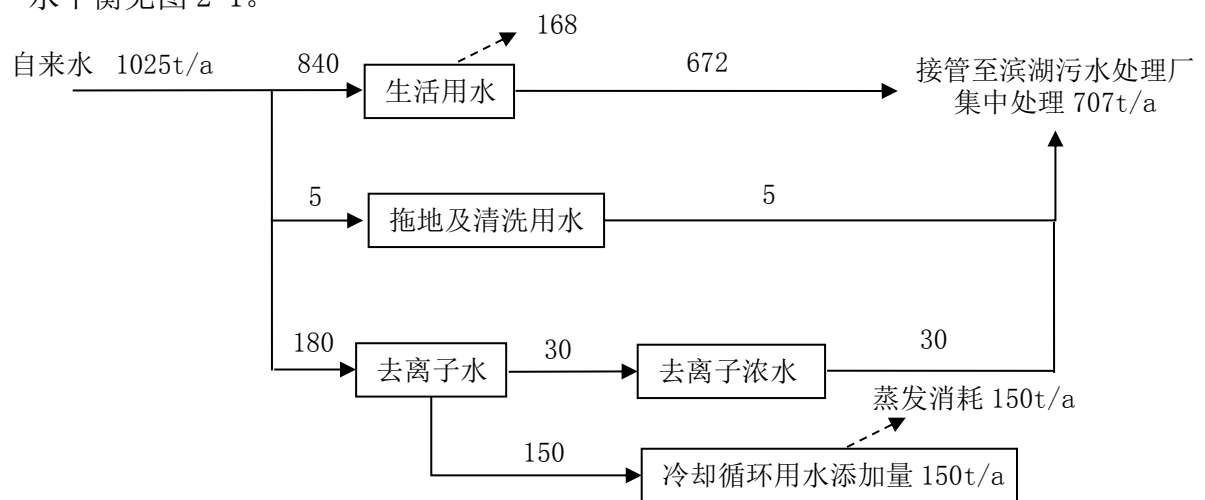 水平衡见图 2-1。
168
自来水 1025t/a
840
生活用水
672
接管至滨湖污水处理厂
集中处理 707t/a
5
拖地及清洗用水
5
180
去离子水
30
去离子浓水
30
蒸发消耗 150t/a
150
冷却循环用水添加量 150t/a